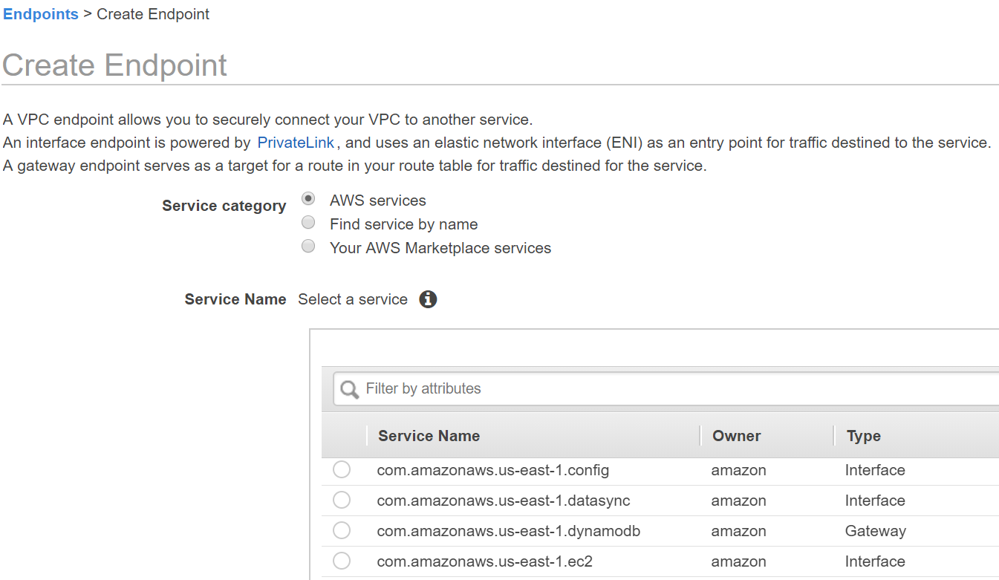 Endpoints > Create Endpoint
Create Endpoint
A VPC endpoint allows you to securely connect your VPC to another service.
An interface endpoint is powered by PrivateLink, and uses an elastic network interface (ENI) as an entry point for traffic destined to the service.
A gateway endpoint serves as a target for a route in your route table for traffic destined for the service.
Service category AWS services
Find service by name
Your AWS Marketplace services
Service Name Select a service
Filter by attributes
Service Name Owner Type
com.amazonaws.us-east-1.config amazon Interface
com.amazonaws.us-east-1.datasync amazon Interface
com.amazonaws.us-east-1.dynamodb amazon Gateway
com.amazonaws.us-east-1.ec2 amazon Interface